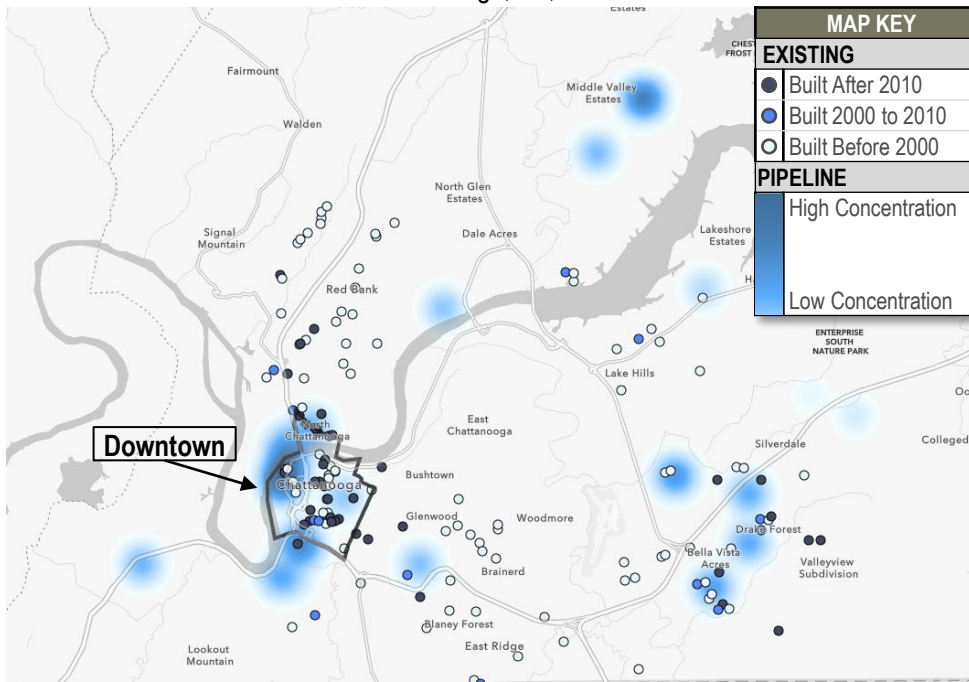 Estates
MAP KEY
EXISTING
Built After 2010
Built 2000 to 2010
Built Before 2000
PIPELINE
High Concentration
Low Concentration
Fairmount
Middle Valley
Estates
Walden
North Glen
Estates
Signal
Mountain
Dale Acres
Lakeshore
Estates
Red Bank
ENTERPRISE
SOUTH
NATURE PARK
Lake Hills
East
Chattanooga
North
Chattanooga
Downtown
Silverdale
Chattanooga
Bushtown
Glenwood
Woodmore
Drake Forest
Bella Vista
Acres
Valleyview
Subdivision
Brainerd
Blaney Forest
East Ridge
Lookout
Mountain